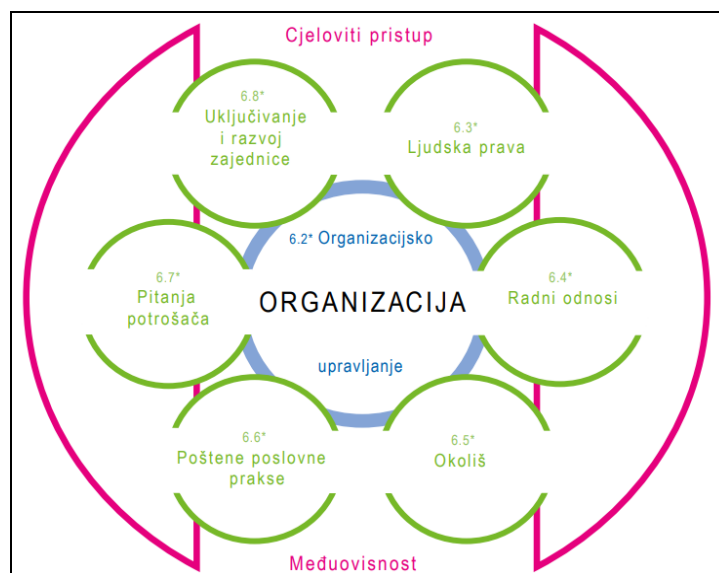 Cjeloviti pristup
6.8*
Uključivanje
i razvoj
zajednice
6.3*
Ljudska prava
6.2* Organizacijsko
6.7*
Pitanja
potrošača
ORGANIZACIJA
6.4*
Radni odnosi
upravljanje
6.6*
Poštene poslovne
prakse
6.5*
Okoliš
Međuovisnost